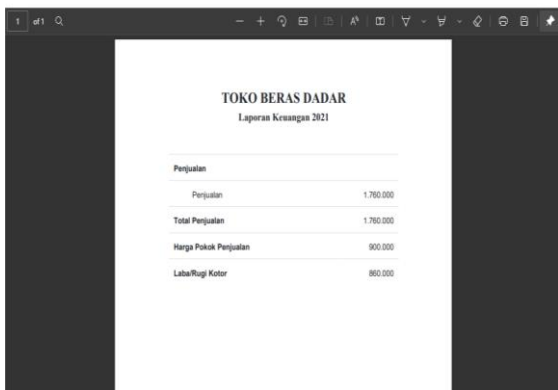 1 of 1
TOKO BERAS DADAR
Laporan Keuangan 2021
Penjualan
Penjualan 1.760.000
Total Penjualan 1.760.000
Harga Pokok Penjualan 900.000
Laba/Rugi Kotor 860.000